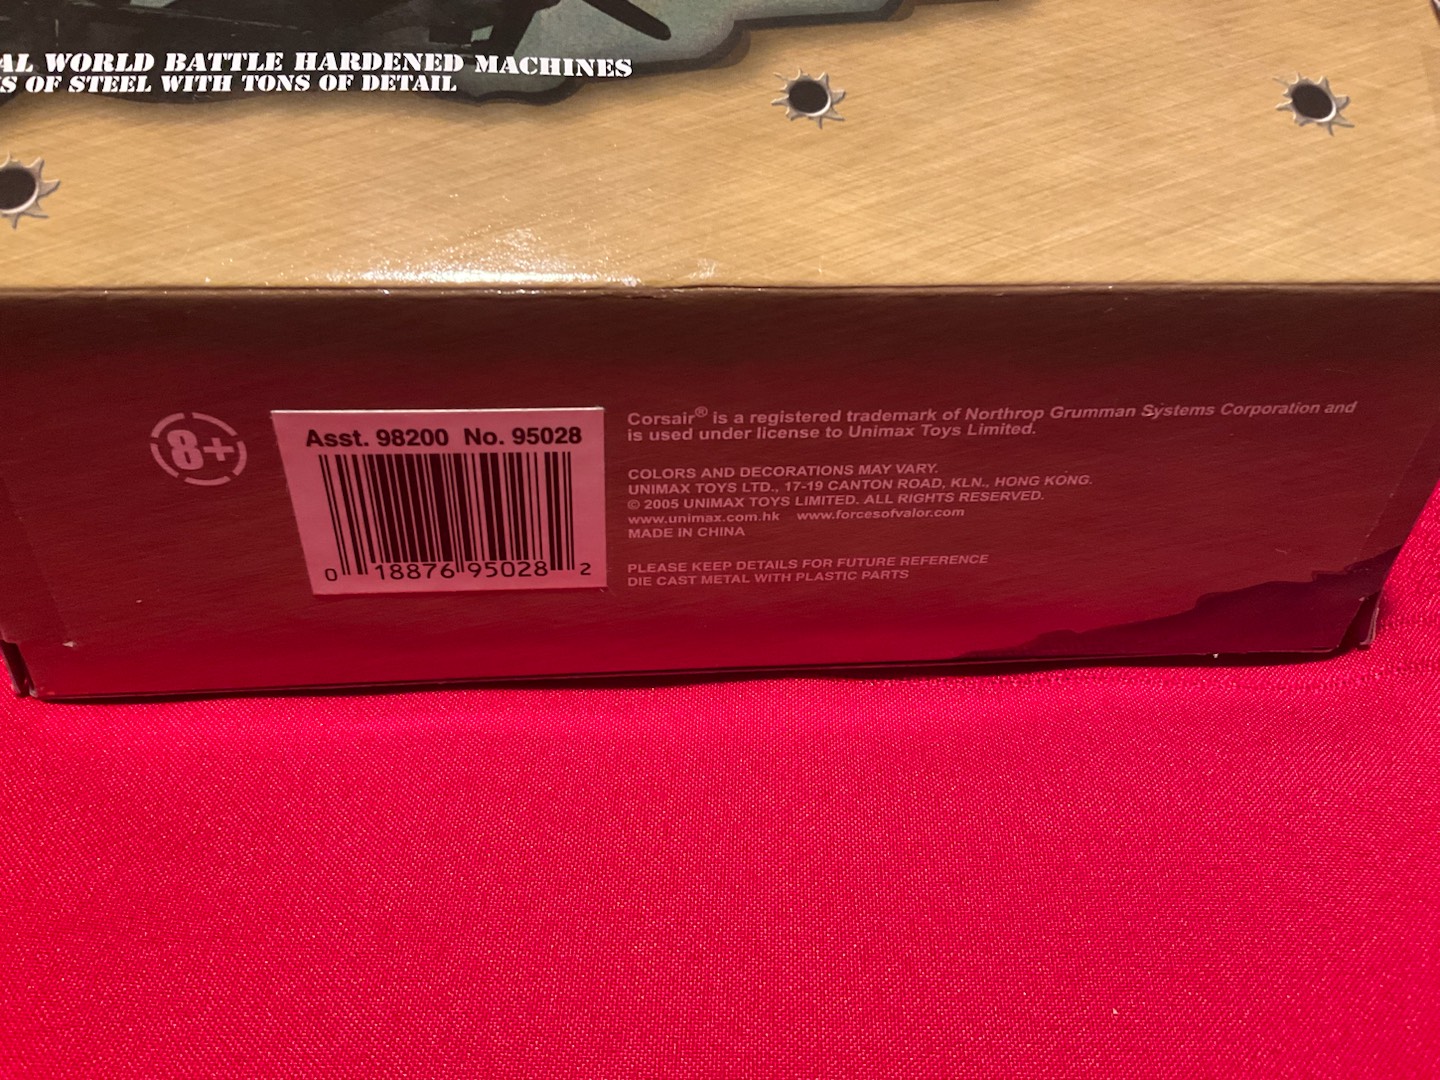 AL WORLD BATTLE HARDENED MACHINES
S OF STEEL WITH TONS OF DETAIL
8+
Asst. 98200 No. 95028
0 18876 95028 2
Corsair® is a registered trademark of Northrop Grumman Systems Corporation and
is used under license to Unimax Toys Limited.
COLORS AND DECORATIONS MAY VARY.
UNIMAX TOYS LTD., 17-19 CANTON ROAD, KLN., HONG KONG.
© 2005 UNIMAX TOYS LIMITED. ALL RIGHTS RESERVED.
www.unimax.com.hk www.forcesofvalor.com
MADE IN CHINA
PLEASE KEEP DETAILS FOR FUTURE REFERENCE
DIE CAST METAL WITH PLASTIC PARTS